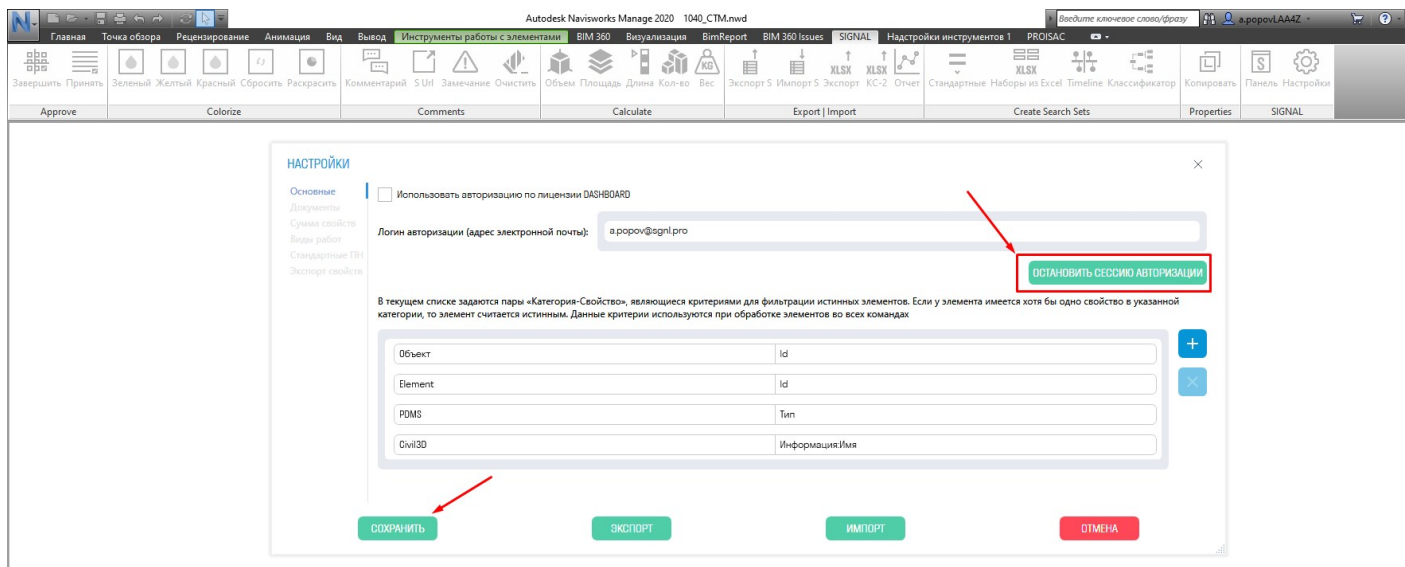 Autodesk Navisworks Manage 2020 1040_CTM.nwd
Введите ключевое слово/фразу
a.popovLAA4Z
Главная Точка обзора Рецензирование Анимация Вид Вывод Инструменты работы с элементами BIM 360 Визуализация BimReport BIM 360 Issues SIGNAL Надстройки инструментов 1 PROISAC
KG XLSX XLSX XLSX
Завершить Принять Зеленый Желтый Красный Сбросить Раскрасить Комментарий S Url Замечание Очистить Объем Площадь Длина Кол-во Вес Экспорт S Импорт S Экспорт КС-2 Отчет Стандартные Наборы из Excel Timeline Классификатор Копировать Панель Настройки
Approve Colorize Comments Calculate Export | Import Create Search Sets Properties SIGNAL
НАСТРОЙКИ
Основные
Документы
Сумма свойств
Виды работ
Стандартные ПН
Экспорт свойств
Использовать авторизацию по лицензии DASHBOARD
Логин авторизации (адрес электронной почты): a.popov@sgnl.pro
ОСТАНОВИТЬ СЕССИЮ АВТОРИЗАЦИИ
В текущем списке задаются пары «Категория-Свойство», являющиеся критериями для фильтрации истинных элементов. Если у элемента имеется хотя бы одно свойство в указанной
категории, то элемент считается истинным. Данные критерии используются при обработке элементов во всех командах
Объект Id
Element Id
PDMS Тип
Civil3D Информация:Имя
СОХРАНИТЬ ЭКСПОРТ ИМПОРТ ОТМЕНА